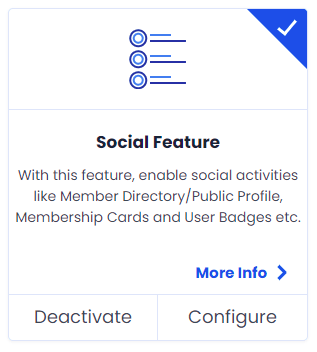 Social Feature
With this feature, enable social activities
like Member Directory/Public Profile,
Membership Cards and User Badges etc.
More Info
Deactivate
Configure